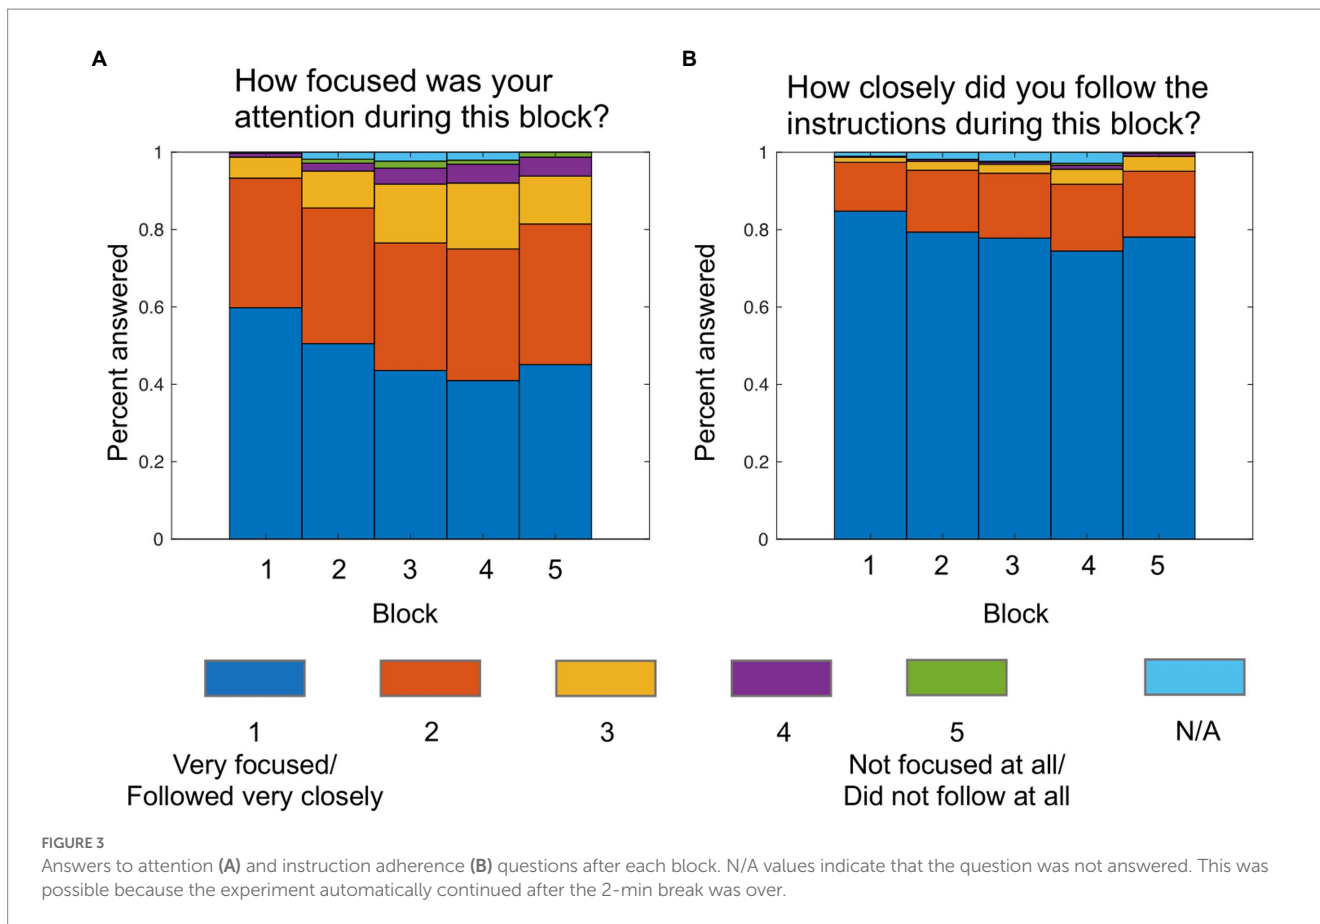 A
How focused was your
attention during this block?
1
0.8
0.6
0.4
0.2
0
Percent answered
1 2 3 4 5
Block
B
How closely did you follow the
instructions during this block?
1
0.8
0.6
0.4
0.2
0
Percent answered
1 2 3 4 5
Block
1 2 3 4 5 N/A
Very focused/
Followed very closely
Not focused at all/
Did not follow at all
FIGURE 3
Answers to attention (A) and instruction adherence (B) questions after each block. N/A values indicate that the question was not answered. This was
possible because the experiment automatically continued after the 2-min break was over.